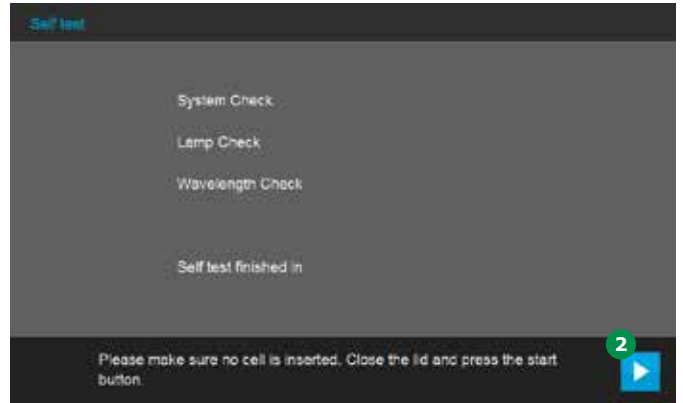 Self test
System Check
Lamp Check
Wavelength Check
Self test finished in
2
Please make sure no cell is inserted. Close the lid and press the start
button.